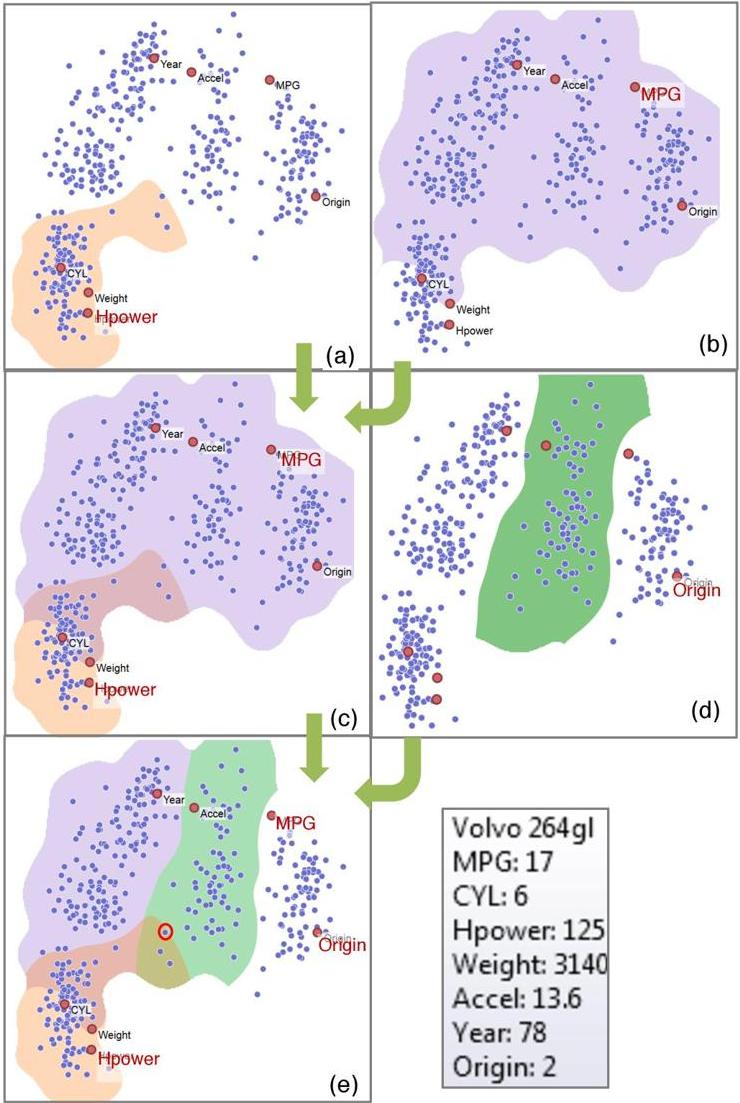 Year
Accel
MPG
Origin
CYL
Weight
Hpower
(a)
Year
Accel
MPG
Origin
CYL
Weight
Hpower
(b)
Year
Accel
MPG
Origin
CYL
Weight
Hpower
(c)
Origin
Origin
(d)
Year
Accel
MPG
Origin
Origin
CYL
Weight
Hpower
(e)
Volvo 264gl
MPG: 17
CYL: 6
Hpower: 125
Weight: 3140
Accel: 13.6
Year: 78
Origin: 2